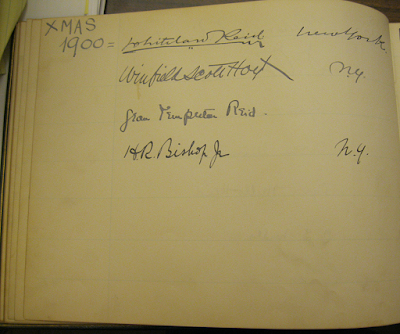 XMAS
1900 = Whitelaw Reid New York.
Winfield Scott Hoyt N.Y.
Jean Templeton Reid.
H.R. Bishop Jr N.Y.